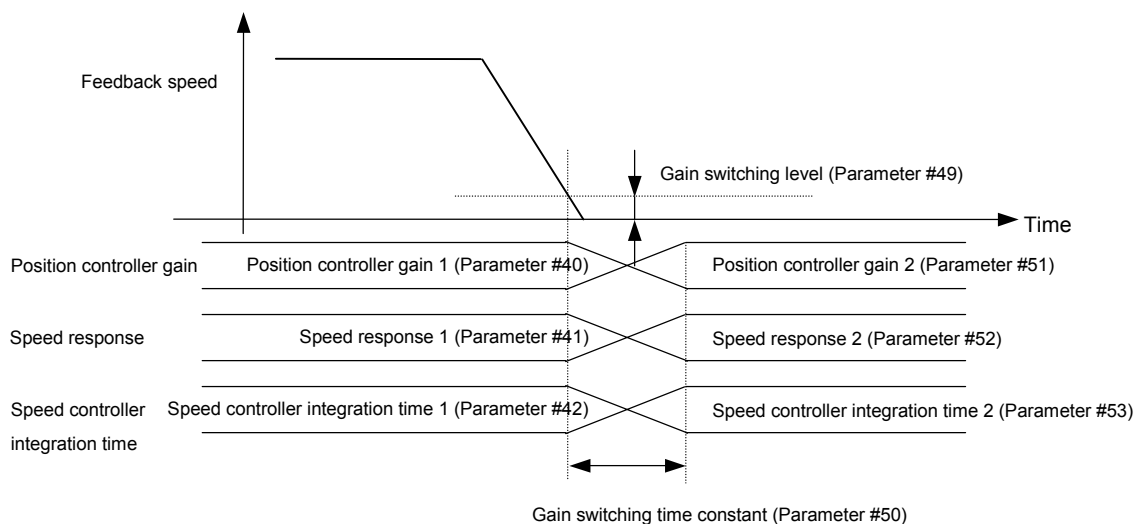 Feedback speed
Gain switching level (Parameter #49)
Time
Position controller gain
Position controller gain 1 (Parameter #40)
Position controller gain 2 (Parameter #51)
Speed response
Speed response 1 (Parameter #41)
Speed response 2 (Parameter #52)
Speed controller
integration time
Speed controller integration time 1 (Parameter #42)
Speed controller integration time 2 (Parameter #53)
Gain switching time constant (Parameter #50)